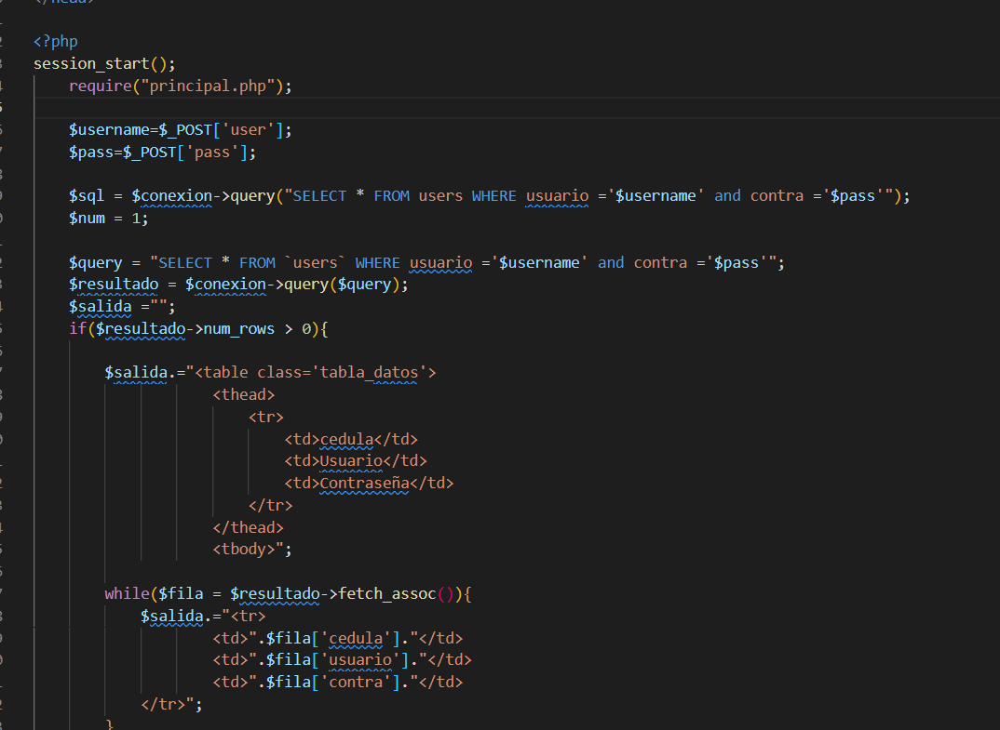 </head>
<?php
session_start();
require("principal.php");
$username=$_POST['user'];
$pass=$_POST['pass'];
$sql = $conexion->query("SELECT * FROM users WHERE usuario ='$username' and contra ='$pass'");
$num = 1;
$query = "SELECT * FROM `users` WHERE usuario ='$username' and contra ='$pass'";
$resultado = $conexion->query($query);
$salida ="";
if($resultado->num_rows > 0){
$salida.="<table class='tabla_datos'>
<thead>
<tr>
<td>cedula</td>
<td>Usuario</td>
<td>Contraseña</td>
</tr>
</thead>
<tbody>";
while($fila = $resultado->fetch_assoc()){
$salida.="<tr>
<td>".$fila['cedula']."</td>
<td>".$fila['usuario']."</td>
<td>".$fila['contra']."</td>
</tr>";
}